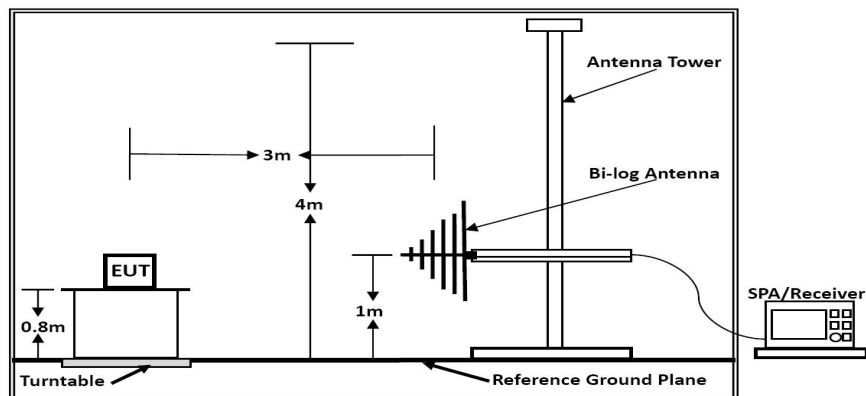 Antenna Tower
3m
Bi-log Antenna
4m
EUT
1m
SPA/Receiver
0.8m
Turntable
Reference Ground Plane